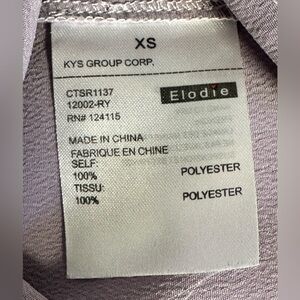 XS
KYS GROUP CORP.
CTSR1137
12002-RY
RN# 124115
Elodie
MADE IN CHINA
FABRIQUE EN CHINE
SELF:
100% POLYESTER
TISSU:
100% POLYESTER